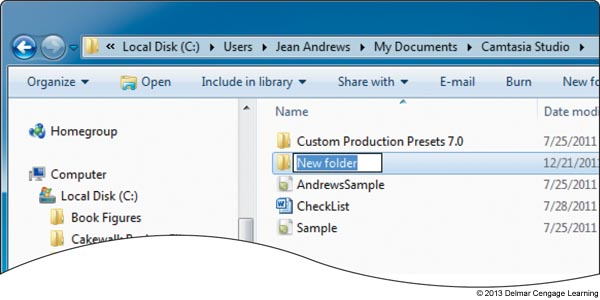 « Local Disk (C:) ▸ Users ▸ Jean Andrews ▸ My Documents ▸ Camtasia Studio ▸
Organize ▾ Open Include in library ▾ Share with ▾ E-mail Burn New fo
Name Date modi
Homegroup
Custom Production Presets 7.0 7/25/2011
New folder 12/21/2011
Computer
AndrewsSample 7/25/2011
Local Disk (C:)
CheckList 7/28/2011
Book Figures
Sample 7/25/2011
Cakewalk
© 2013 Delmar Cengage Learning